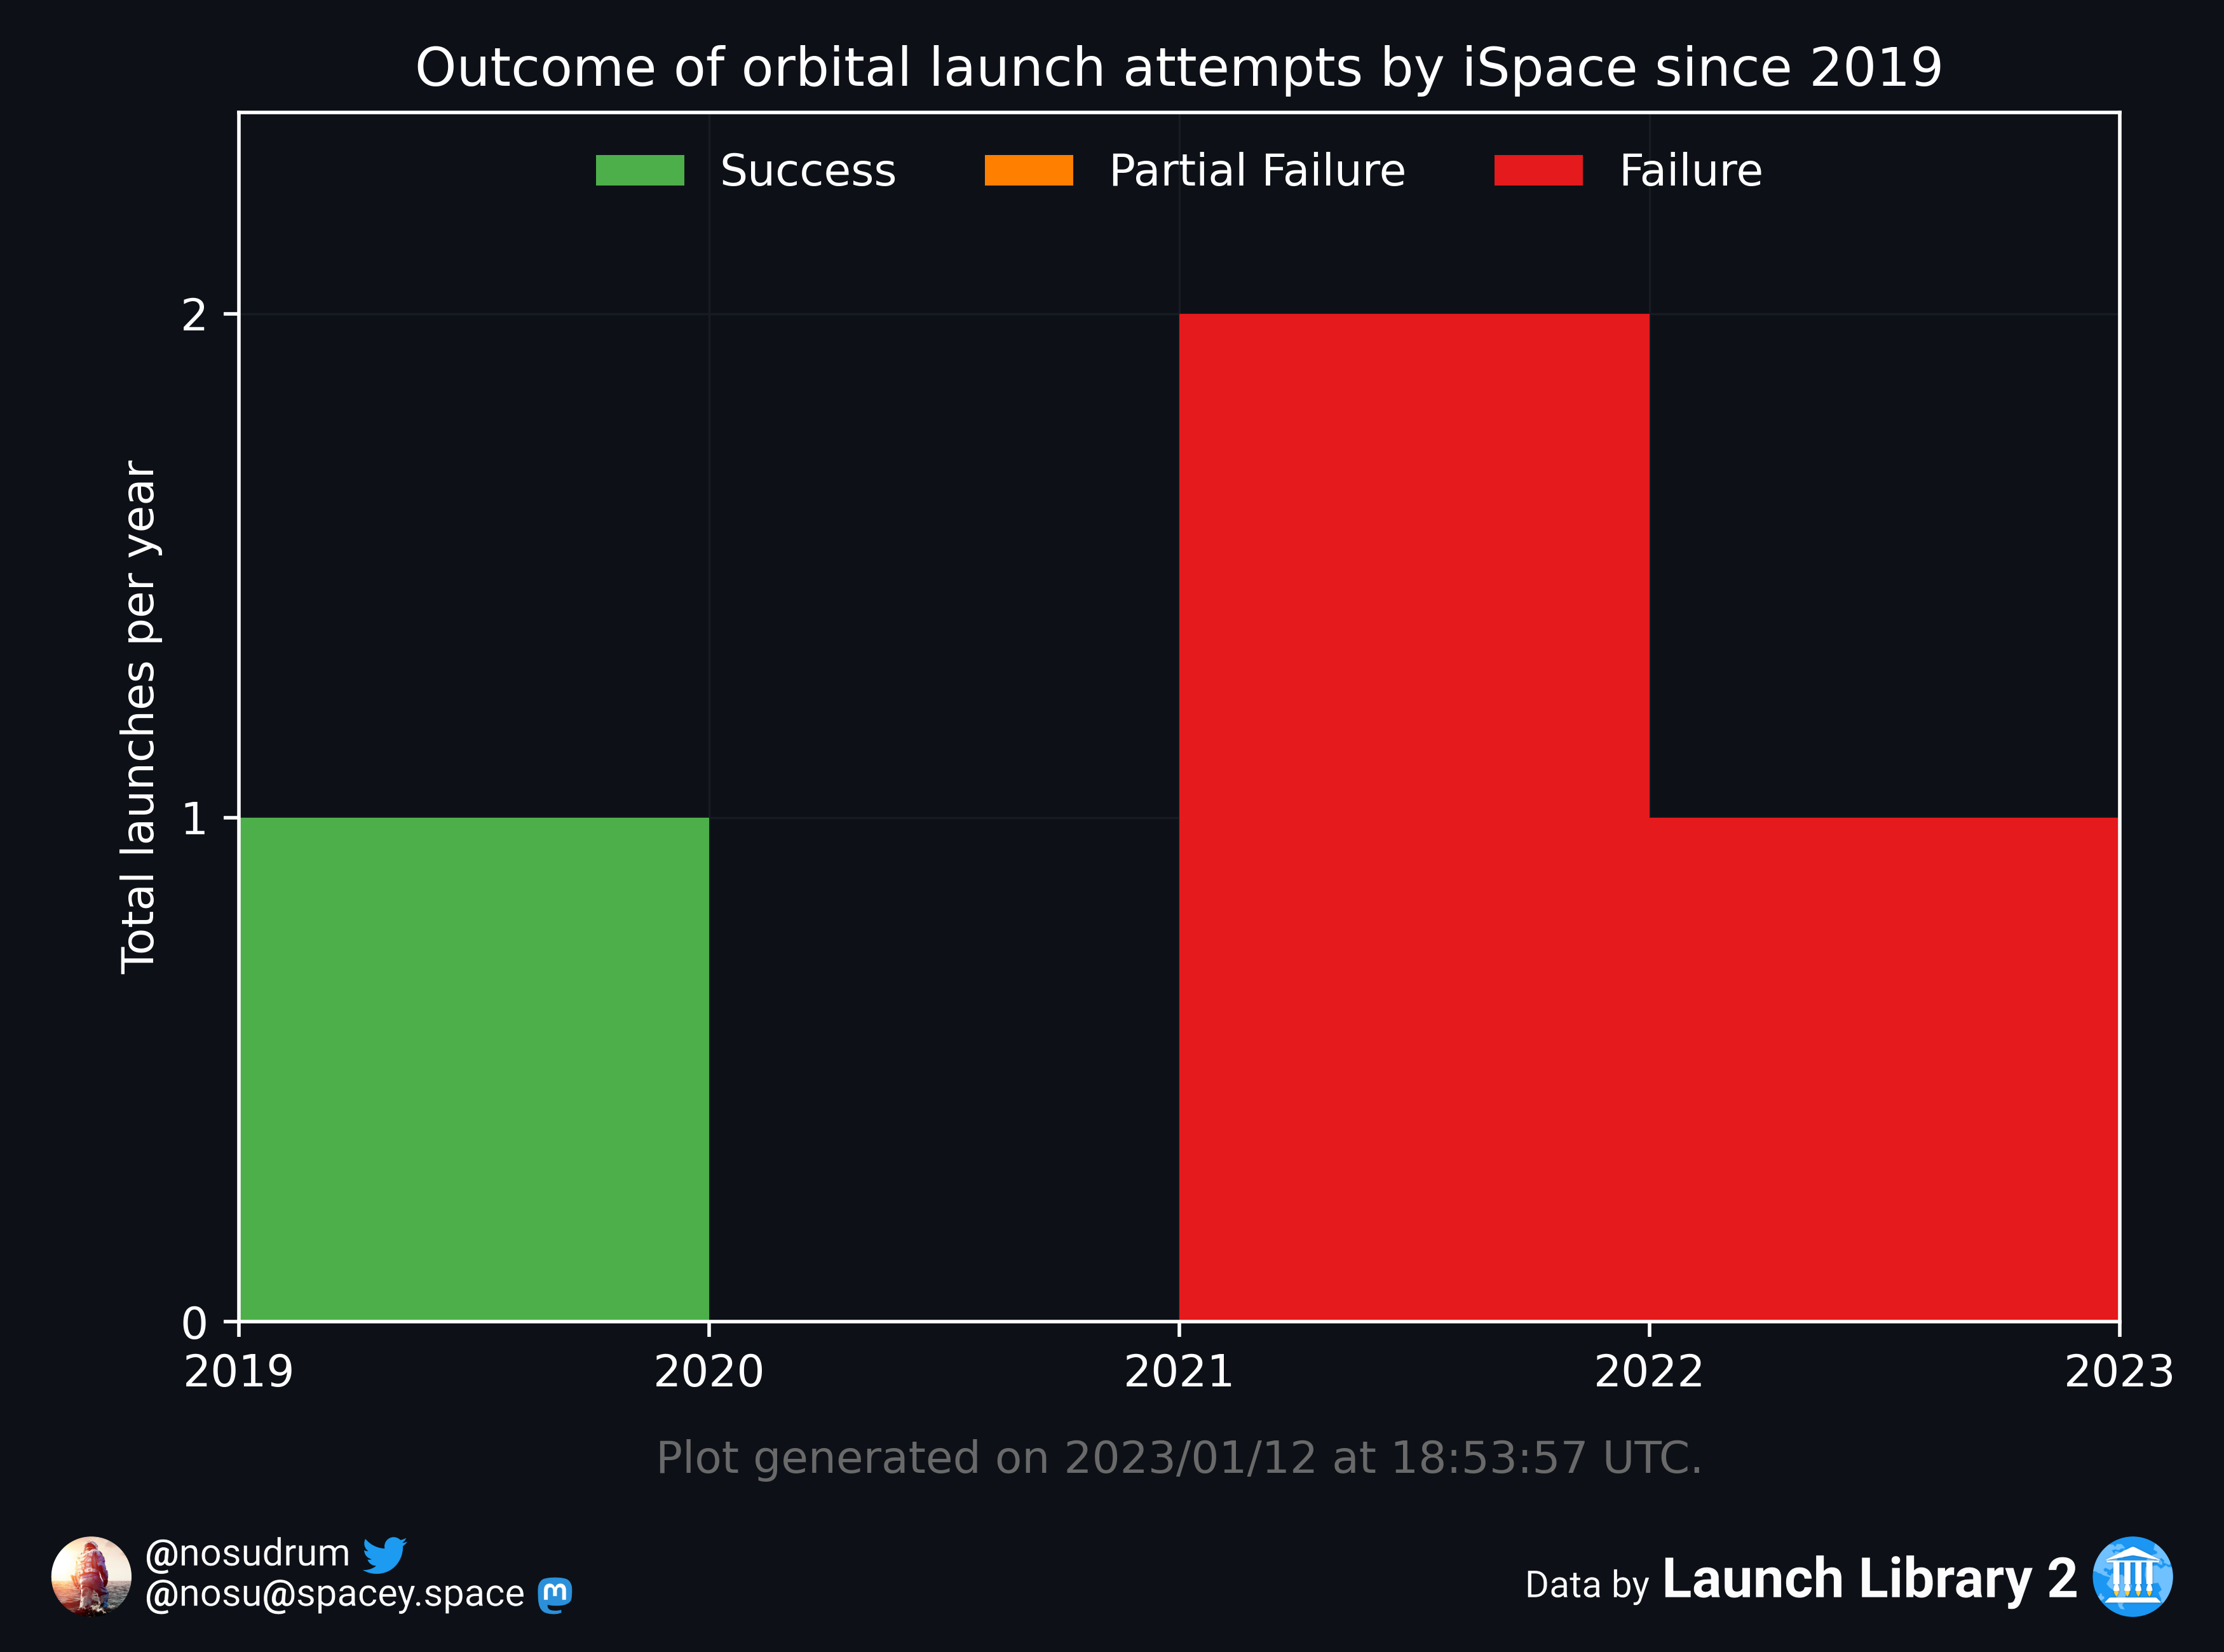 Outcome of orbital launch attempts by iSpace since 2019
Success Partial Failure Failure
Total launches per year
2
1
0
2019 2020 2021 2022 2023
Plot generated on 2023/01/12 at 18:53:57 UTC.
@nosudrum
@nosu@spacey.space
Data by Launch Library 2